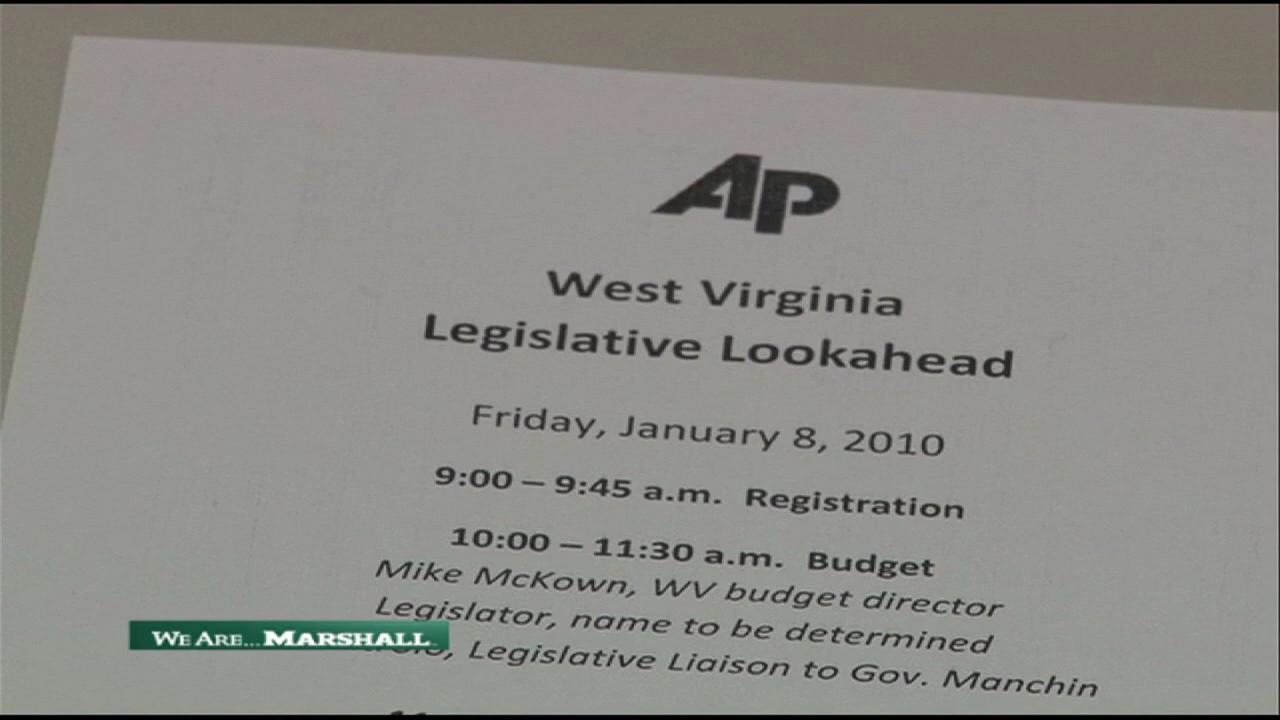 AP
West Virginia
Legislative Lookahead
Friday, January 8, 2010
9:00 – 9:45 a.m. Registration
10:00 – 11:30 a.m. Budget
Mike McKown, WV budget director
Legislator, name to be determined
Legislative Liaison to Gov. Manchin
WE ARE... MARSHALL